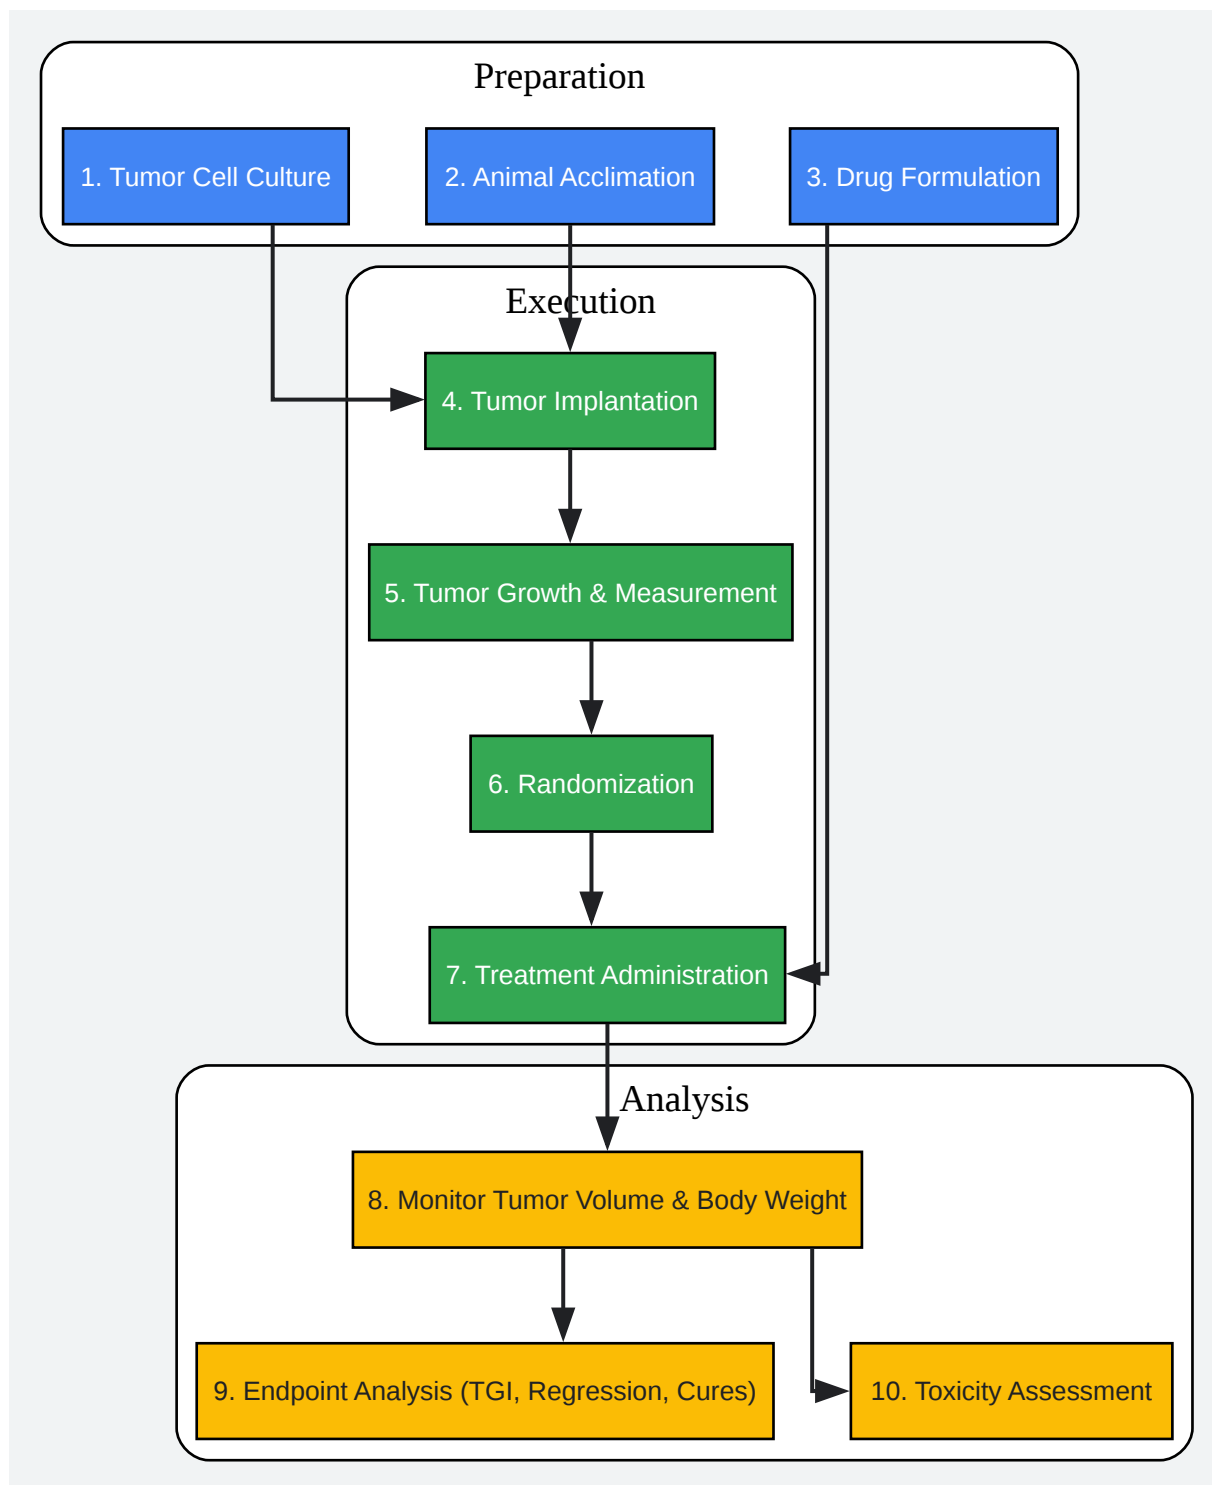 Preparation
1. Tumor Cell Culture
2. Animal Acclimation
3. Drug Formulation
Execution
4. Tumor Implantation
5. Tumor Growth & Measurement
6. Randomization
7. Treatment Administration
Analysis
8. Monitor Tumor Volume & Body Weight
9. Endpoint Analysis (TGI, Regression, Cures)
10. Toxicity Assessment